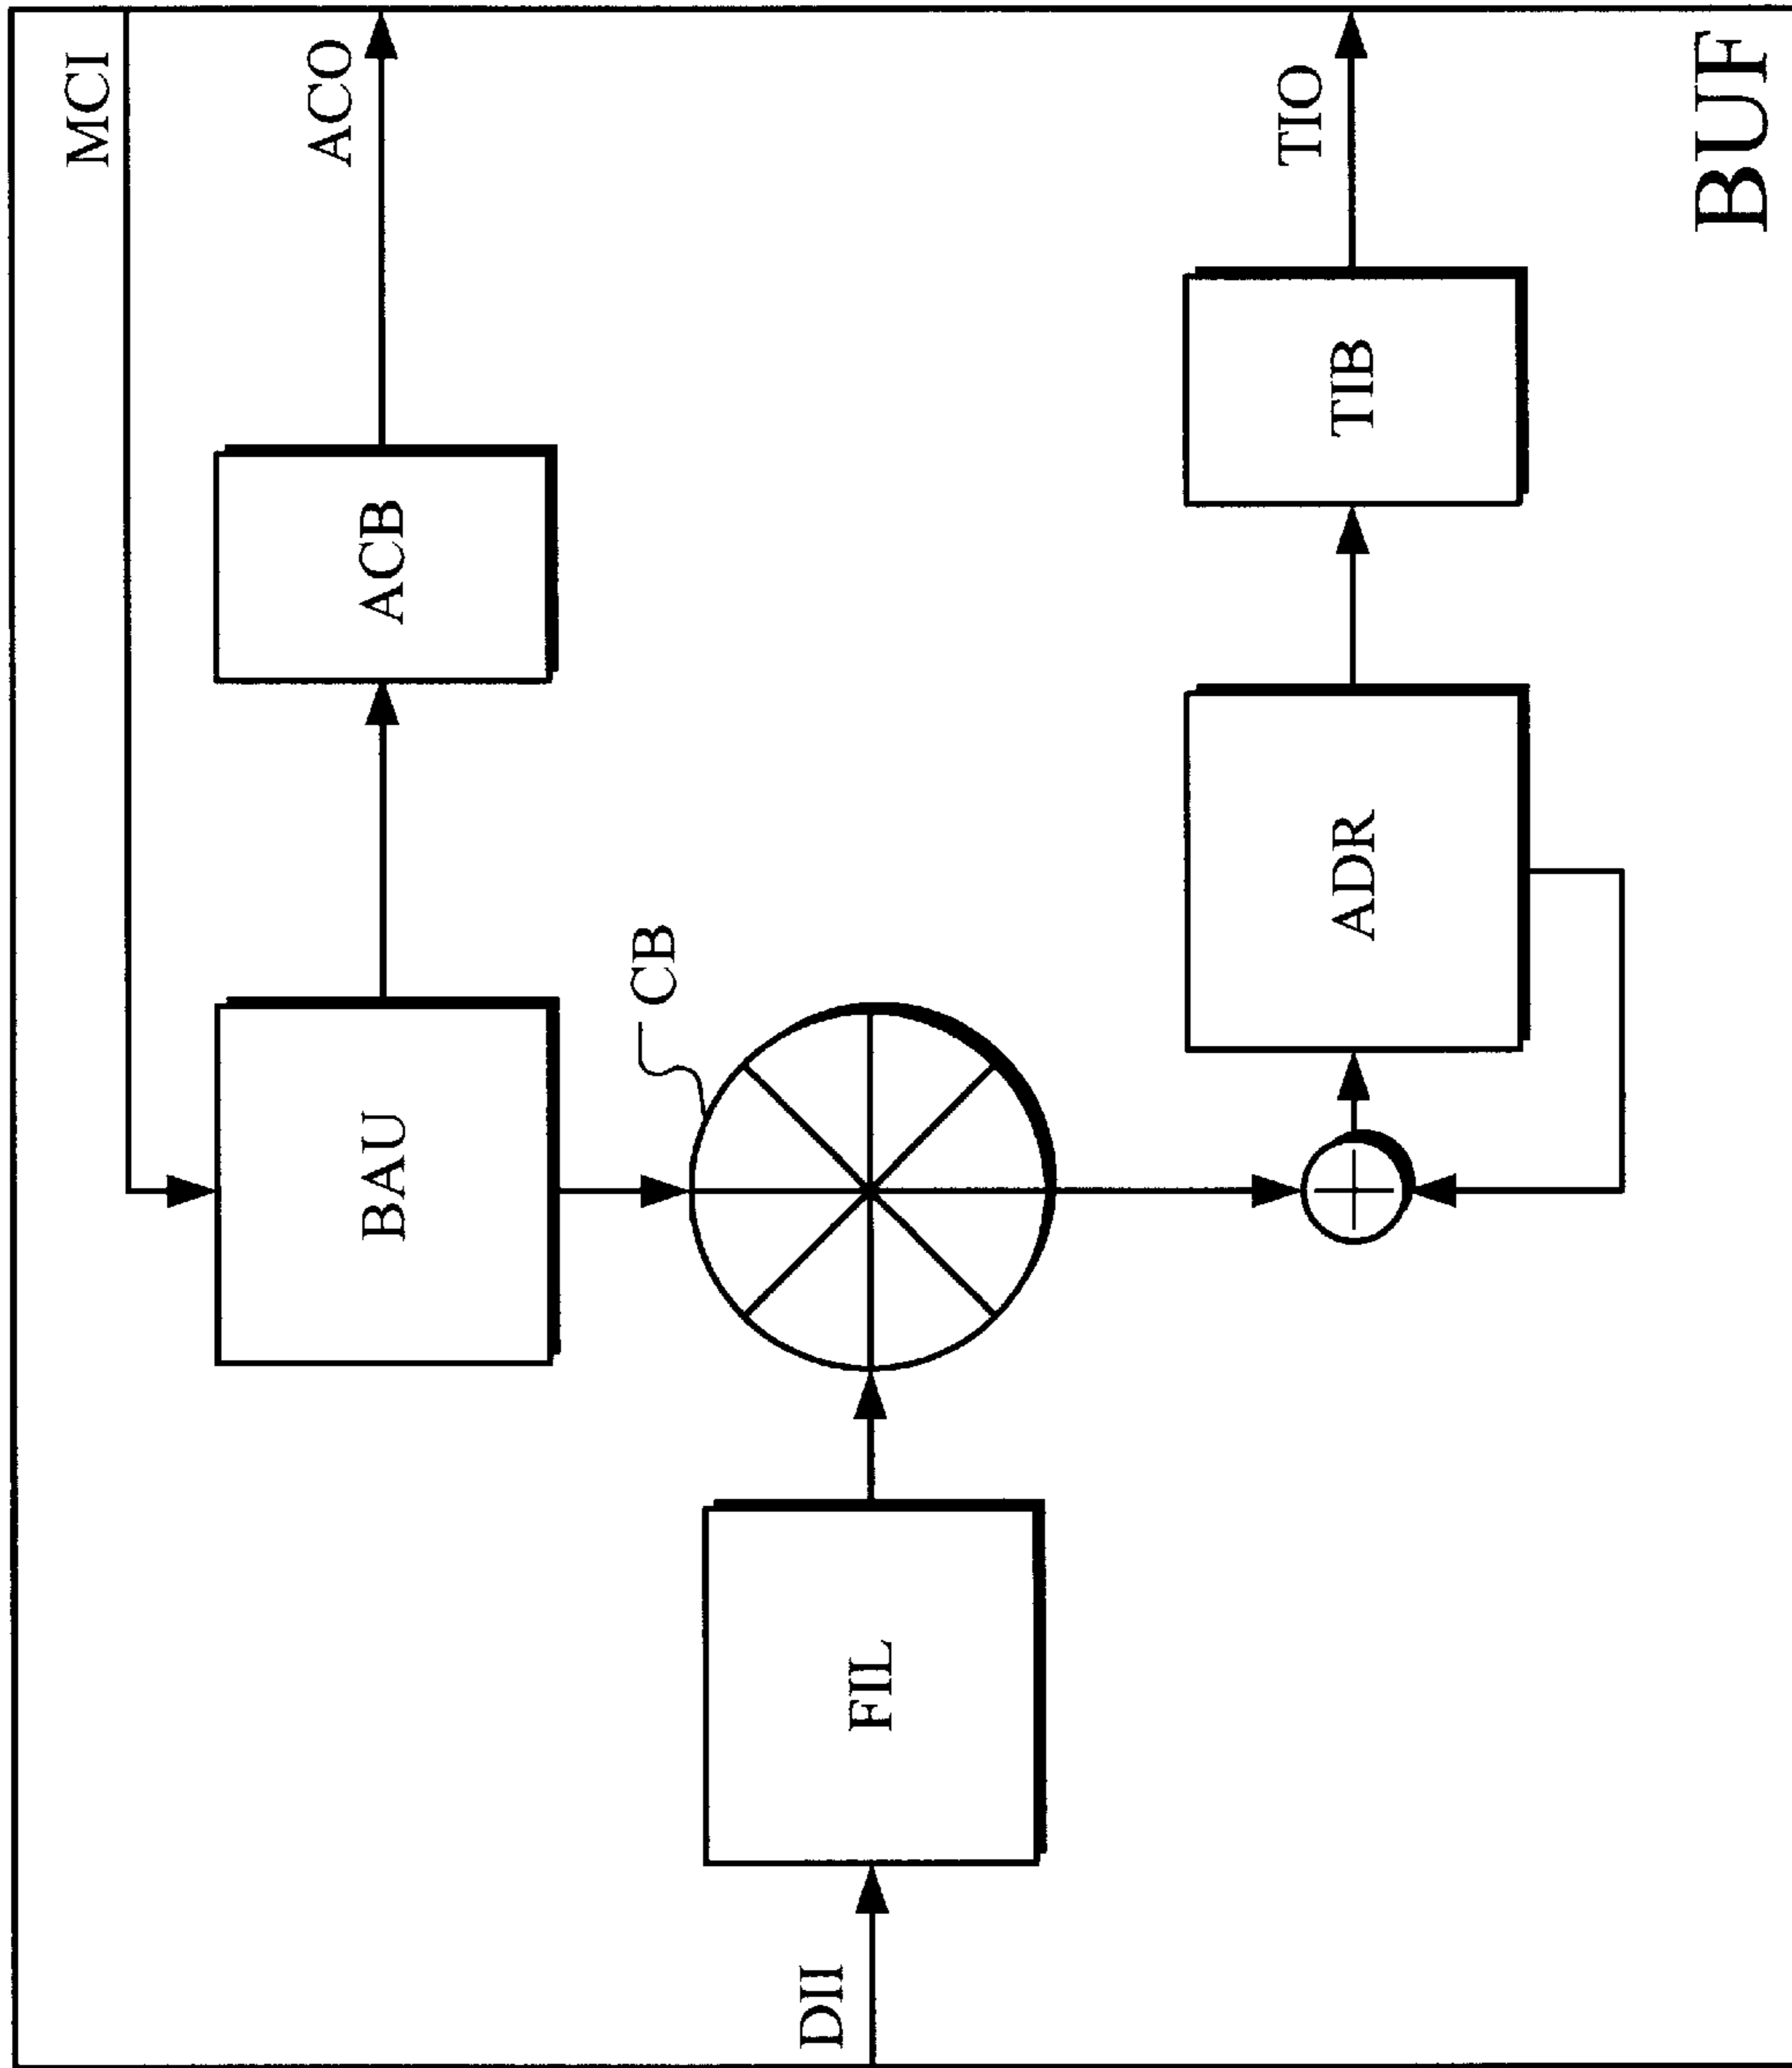 MCI
ACO
ACB
BAU
CB
DII
FIL
ADR
TIB
TIO
BUF